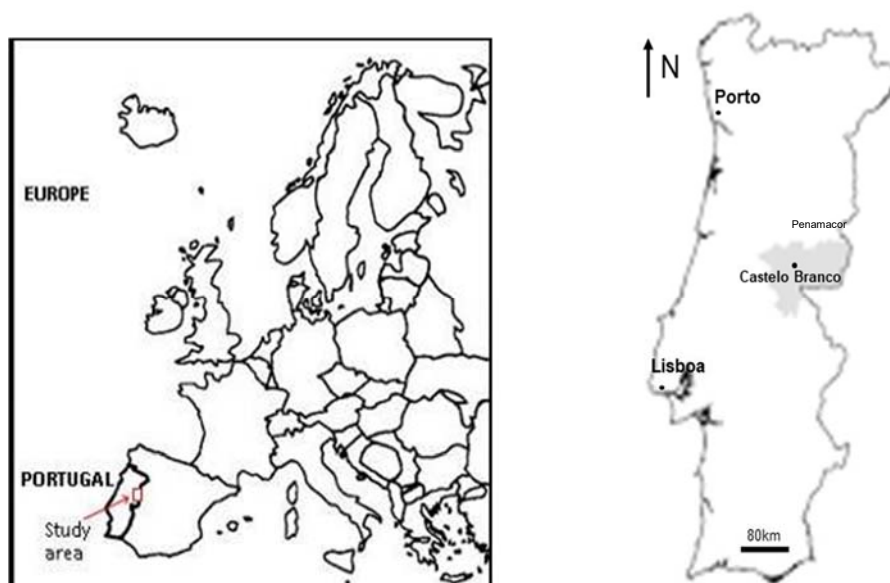 EUROPE
PORTUGAL
Study
area
N
Porto
Penamacor
Castelo Branco
Lisboa
80km